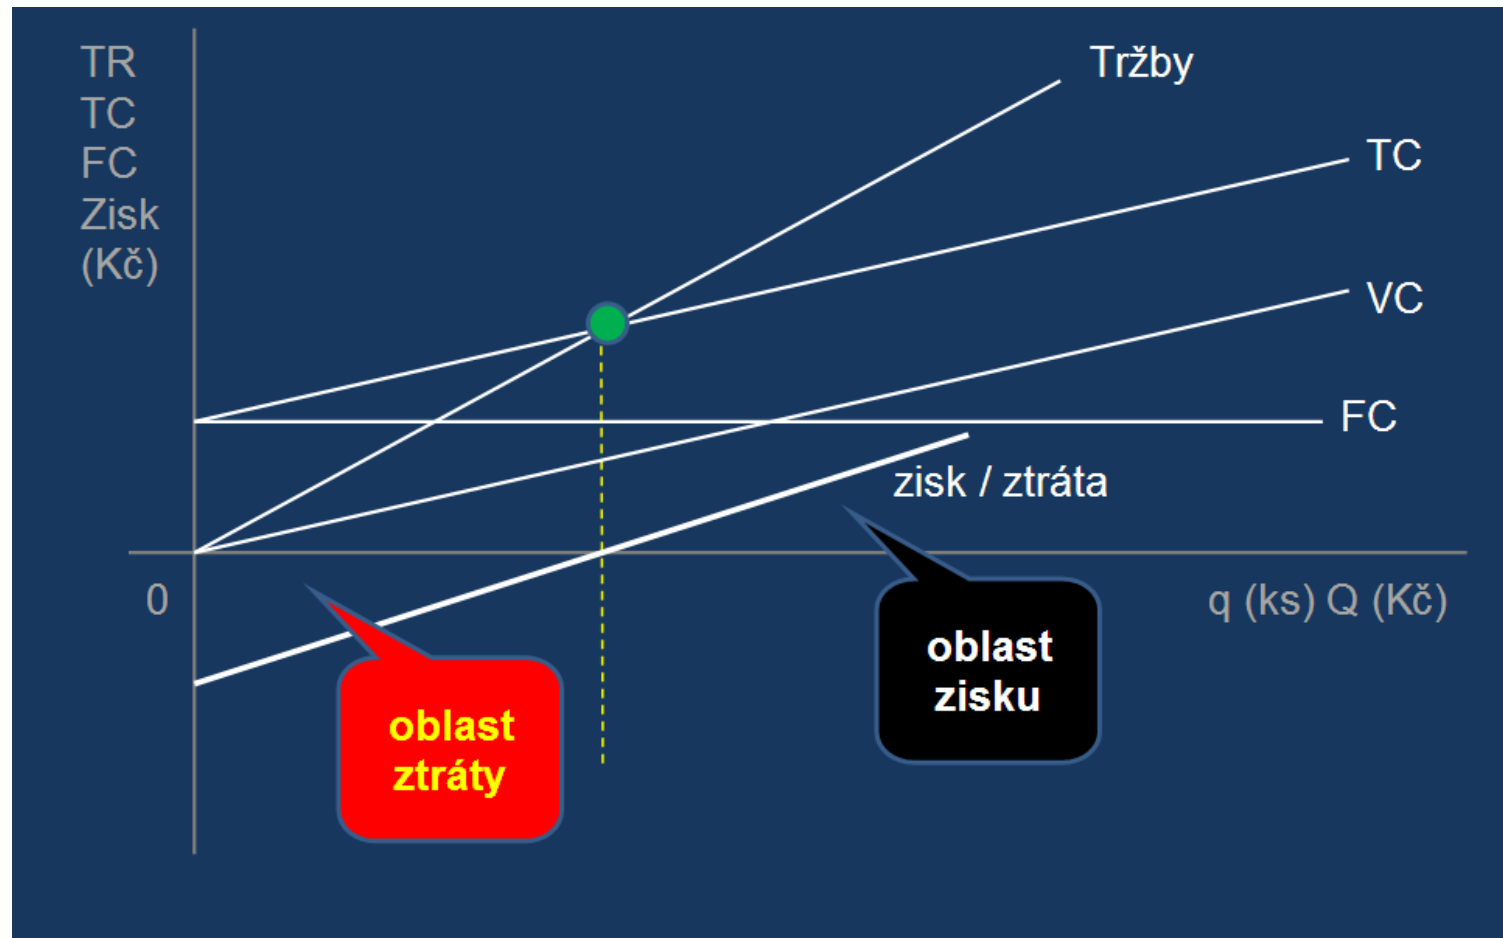 TR
TC
FC
Zisk
(Kč)
Tržby
TC
VC
FC
zisk / ztráta
0
q (ks) Q (Kč)
oblast
zisku
oblast
ztráty